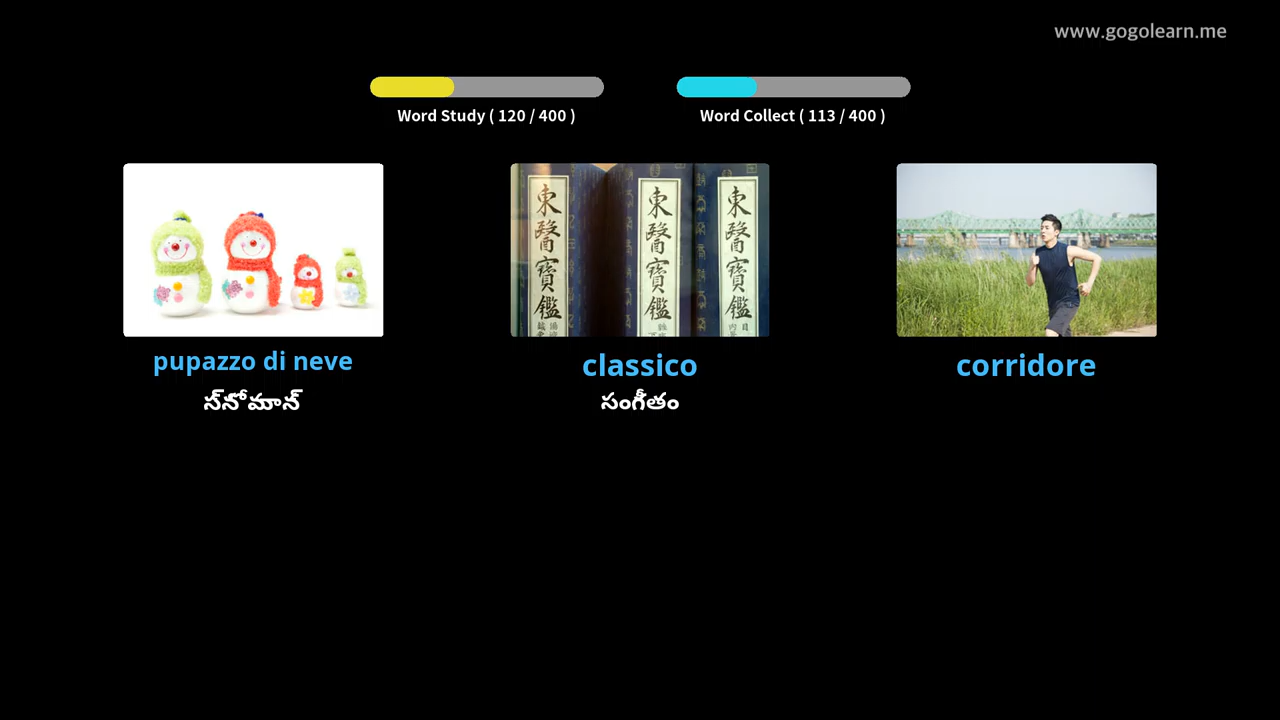 www.gogolearn.me
Word Study ( 120 / 400 )
Word Collect ( 113 / 400 )
東醫寶鑑
東醫寶鑑
東醫寶鑑
pupazzo di neve
classico
corridore
స్నోమాన్
సంగీతం